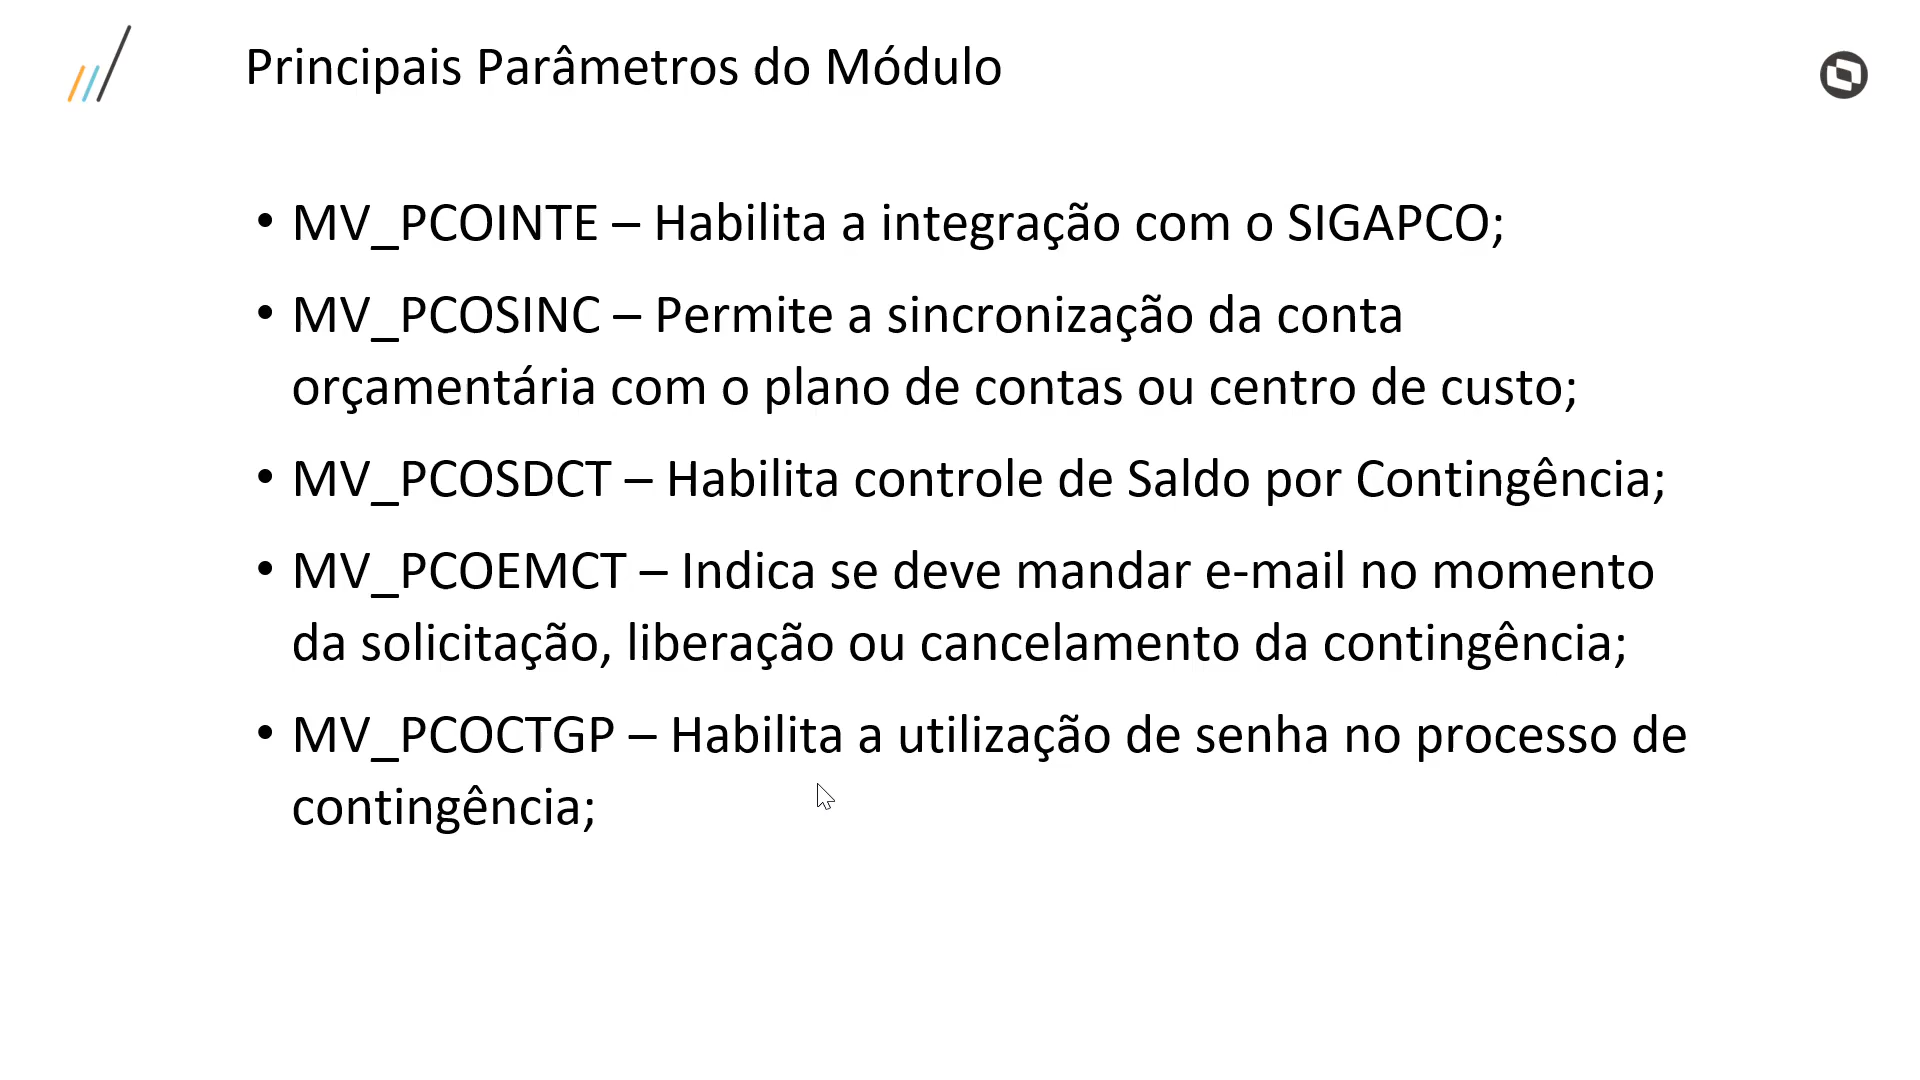 Principais Parâmetros do Módulo
• MV_PCOINTE – Habilita a integração com o SIGAPCO;
• MV_PCOSINC – Permite a sincronização da conta
orçamentária com o plano de contas ou centro de custo;
• MV_PCOSDCT – Habilita controle de Saldo por Contingência;
• MV_PCOEMCT – Indica se deve mandar e-mail no momento
da solicitação, liberação ou cancelamento da contingência;
• MV_PCOCTGP – Habilita a utilização de senha no processo de
contingência;